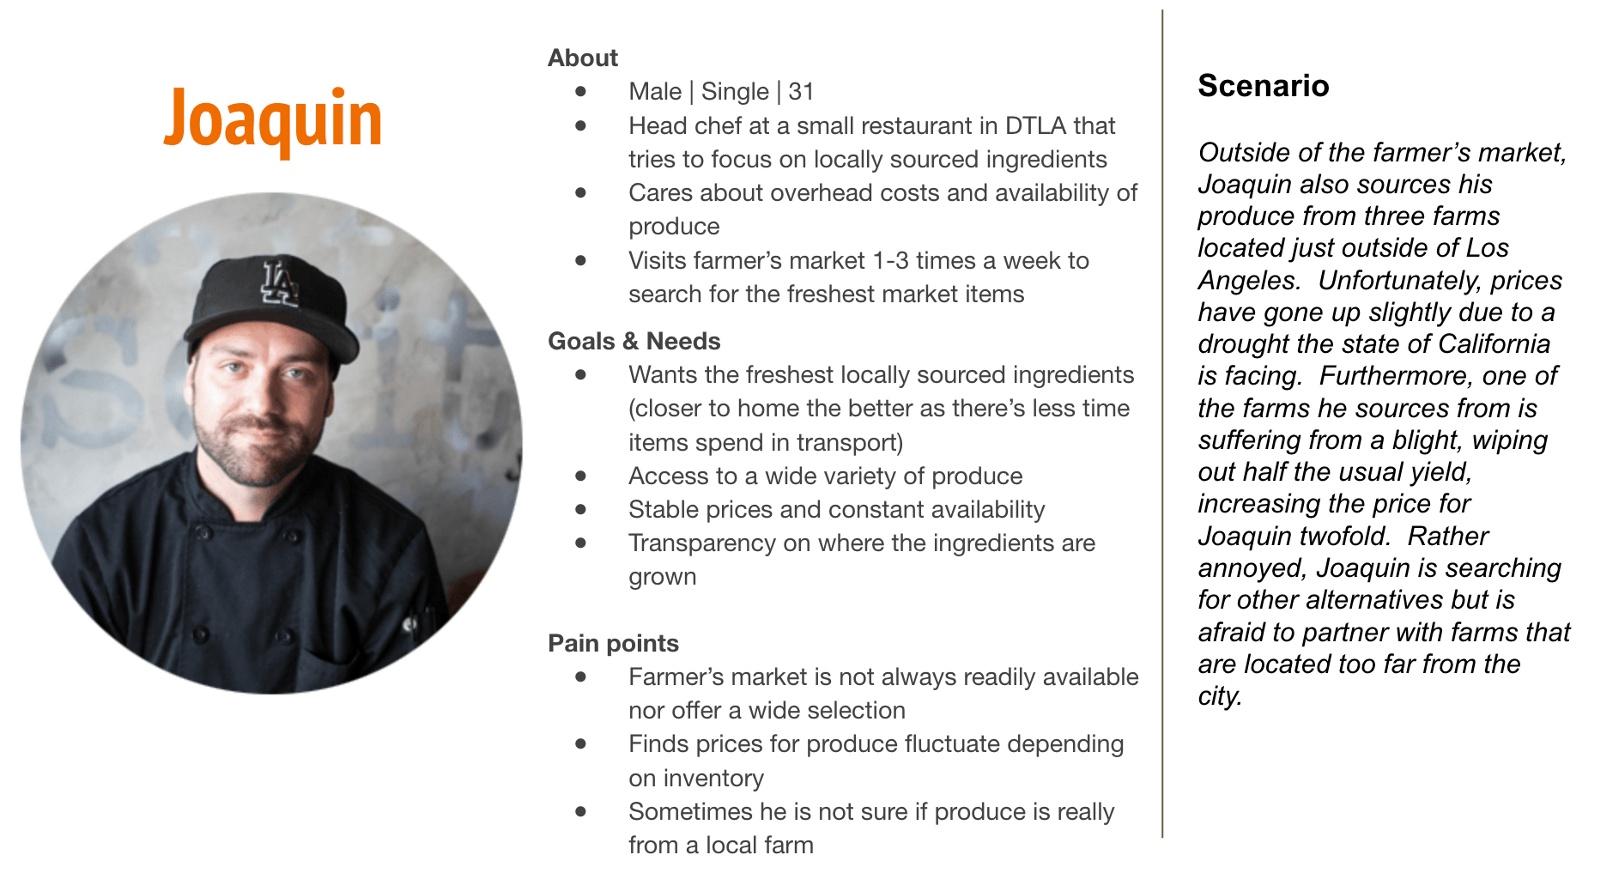 Joaquin
LA
About
● Male | Single | 31
● Head chef at a small restaurant in DTLA that
tries to focus on locally sourced ingredients
● Cares about overhead costs and availability of
produce
● Visits farmer’s market 1-3 times a week to
search for the freshest market items
Goals & Needs
● Wants the freshest locally sourced ingredients
(closer to home the better as there’s less time
items spend in transport)
● Access to a wide variety of produce
● Stable prices and constant availability
● Transparency on where the ingredients are
grown
Pain points
● Farmer’s market is not always readily available
nor offer a wide selection
● Finds prices for produce fluctuate depending
on inventory
● Sometimes he is not sure if produce is really
from a local farm
Scenario
Outside of the farmer’s market,
Joaquin also sources his
produce from three farms
located just outside of Los
Angeles.  Unfortunately, prices
have gone up slightly due to a
drought the state of California
is facing.  Furthermore, one of
the farms he sources from is
suffering from a blight, wiping
out half the usual yield,
increasing the price for
Joaquin twofold.  Rather
annoyed, Joaquin is searching
for other alternatives but is
afraid to partner with farms that
are located too far from the
city.